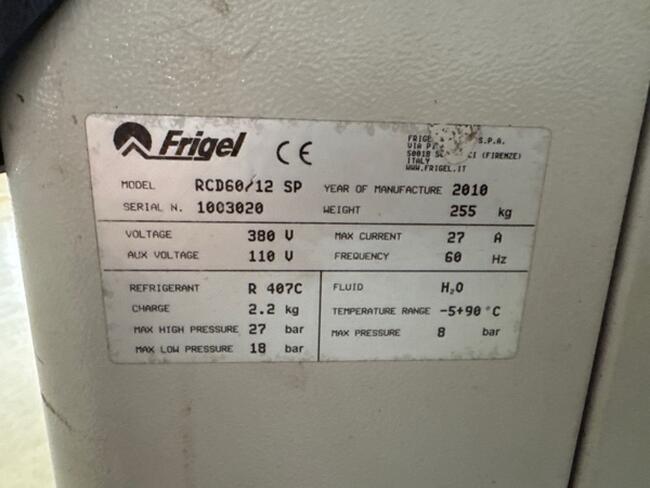 Frigel CE
FRIGEL S.P.A.
VIA
50018 (FIRENZE)
ITALY
WWW.FRIGEL.IT
MODEL RCD60/12 SP YEAR OF MANUFACTURE 2010
SERIAL N. 1003020 WEIGHT 255 kg
VOLTAGE 380 V MAX CURRENT 27 A
AUX VOLTAGE 110 V FREQUENCY 60 Hz
REFRIGERANT R 407C FLUID H₂O
CHARGE 2.2 kg TEMPERATURE RANGE -5+90 °C
MAX HIGH PRESSURE 27 bar MAX PRESSURE 8 bar
MAX LOW PRESSURE 18 bar